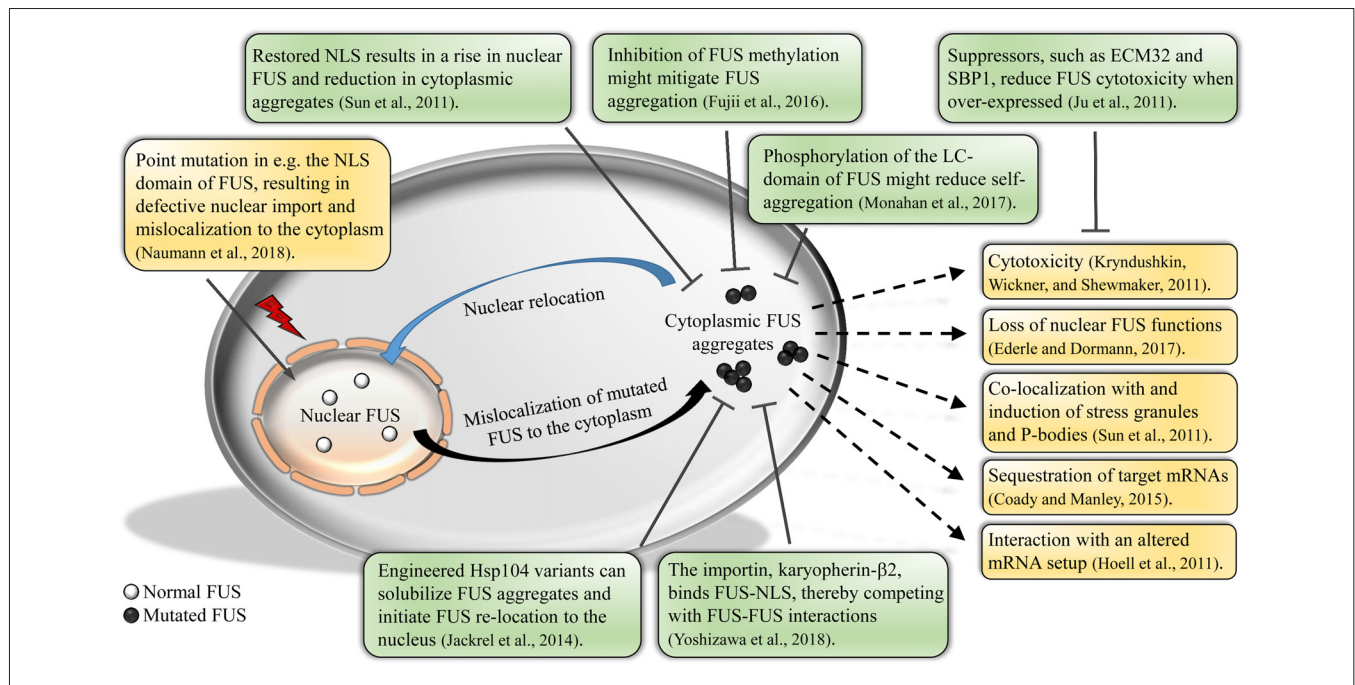 Restored NLS results in a rise in nuclear
FUS and reduction in cytoplasmic
aggregates (Sun et al., 2011).
Inhibition of FUS methylation
might mitigate FUS
aggregation (Fujii et al., 2016).
Suppressors, such as ECM32 and
SBP1, reduce FUS cytotoxicity when
over-expressed (Ju et al., 2011).
Point mutation in e.g. the NLS
domain of FUS, resulting in
defective nuclear import and
mislocalization to the cytoplasm
(Naumann et al., 2018).
Phosphorylation of the LC-
domain of FUS might reduce self-
aggregation (Monahan et al., 2017).
Nuclear relocation
Cytoplasmic FUS
aggregates
Nuclear FUS
Mislocalization of mutated
FUS to the cytoplasm
Cytotoxicity (Kryndushkin,
Wickner, and Shewmaker, 2011).
Loss of nuclear FUS functions
(Ederle and Dormann, 2017).
Co-localization with and
induction of stress granules
and P-bodies (Sun et al., 2011).
Sequestration of target mRNAs
(Coady and Manley, 2015).
Interaction with an altered
mRNA setup (Hoell et al., 2011).
Engineered Hsp104 variants can
solubilize FUS aggregates and
initiate FUS re-location to the
nucleus (Jackrel et al., 2014).
The importin, karyopherin-β2,
binds FUS-NLS, thereby competing
with FUS-FUS interactions
(Yoshizawa et al., 2018).
Normal FUS
Mutated FUS